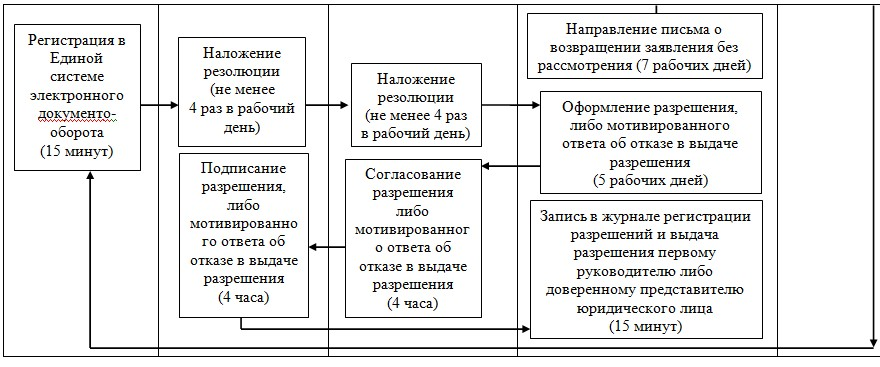 Регистрация в
Единой
системе
электронного
документо-
оборота
(15 минут)
Наложение
резолюции
(не менее
4 раз в рабочий
день)
Наложение
резолюции
(не менее 4 раз
в рабочий день)
Направление письма о
возвращении заявления без
рассмотрения (7 рабочих дней)
Оформление разрешения,
либо мотивированного
ответа об отказе в выдаче
разрешения
(5 рабочих дней)
Согласование
разрешения
либо
мотивированног
о ответа об
отказе в выдаче
разрешения
(4 часа)
Подписание
разрешения,
либо
мотивированно
го ответа об
отказе в выдаче
разрешения
(4 часа)
Запись в журнале регистрации
разрешений и выдача
разрешения первому
руководителю либо
доверенному представителю
юридического лица
(15 минут)